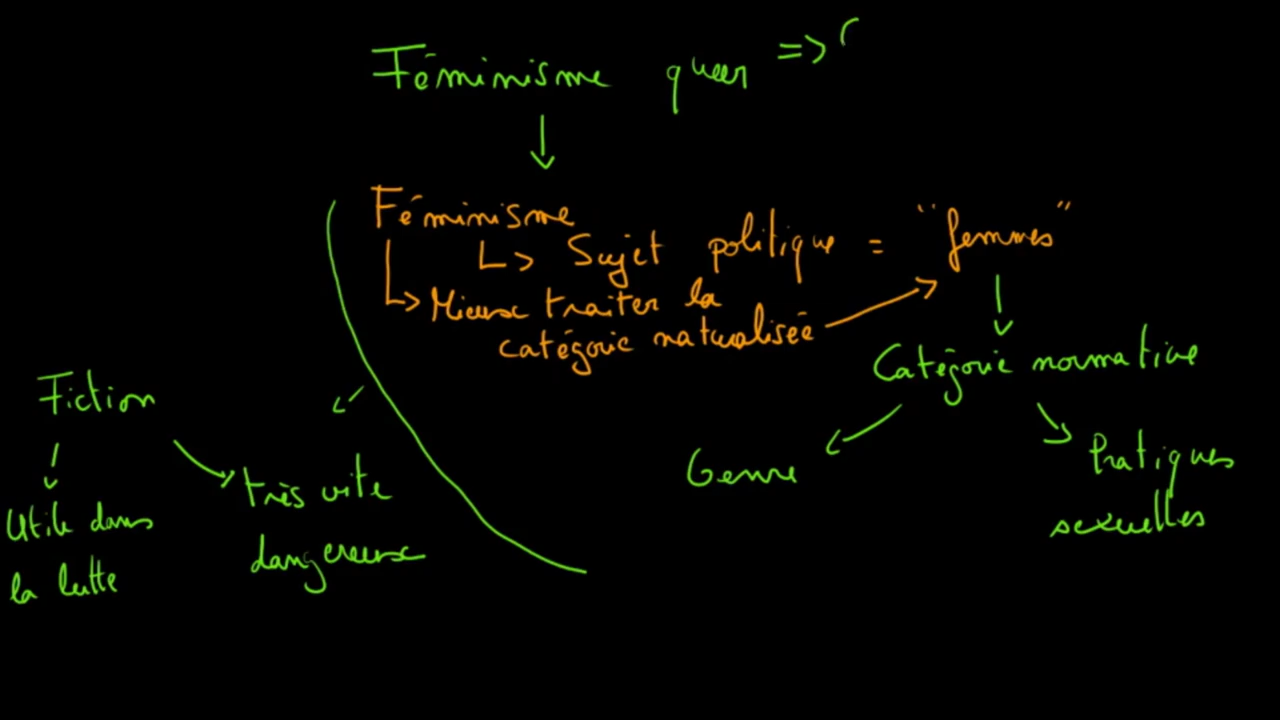 Féminisme queer => 
Féminisme
↳ Sujet politique = "femmes"
↳ Mieux traiter la
catégorie naturalisée
Catégorie normative
Fiction
Genre
Pratiques
sexuelles
très vite
dangereuse
Utile dans
la lutte